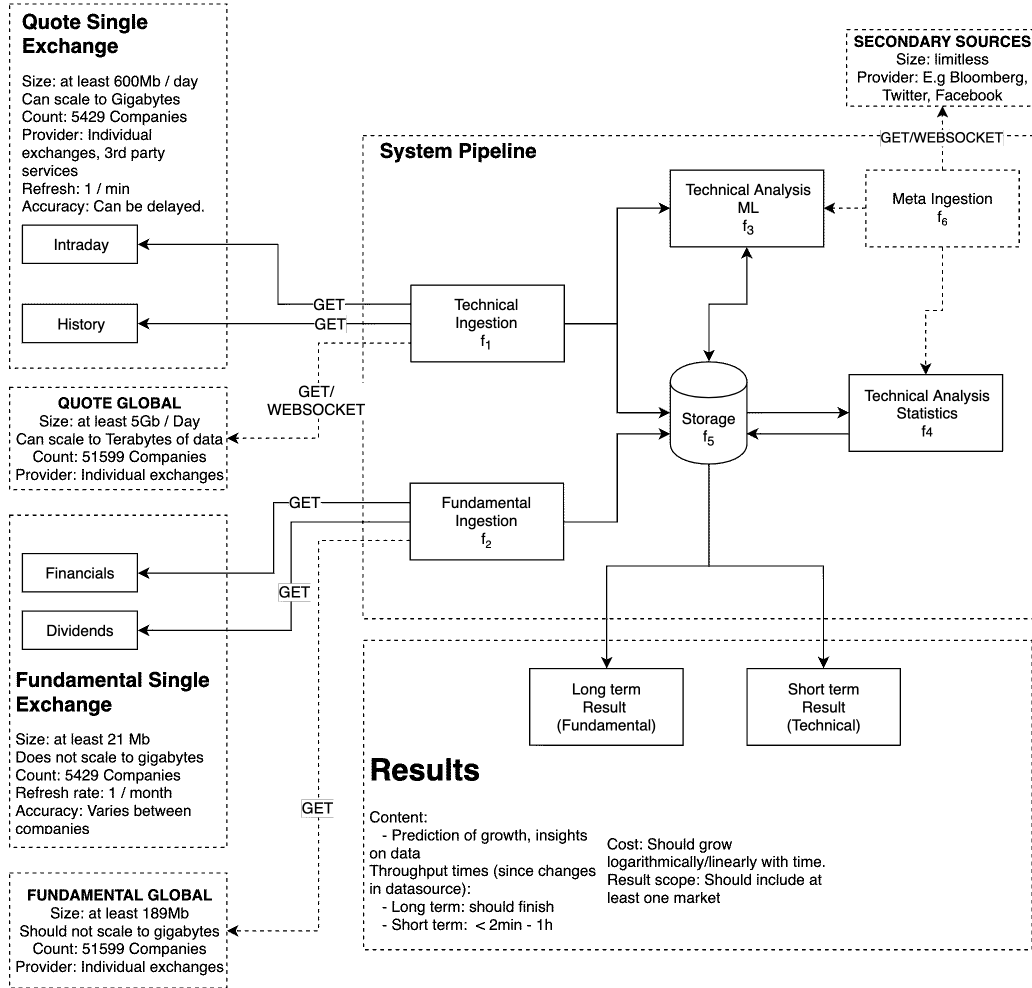 Quote Single
Exchange
Size: at least 600Mb / day
Can scale to Gigabytes
Count: 5429 Companies
Provider: Individual
exchanges, 3rd party
services
Refresh: 1 / min
Accuracy: Can be delayed.
Intraday
History
QUOTE GLOBAL
Size: at least 5Gb / Day
Can scale to Terabytes of data
Count: 51599 Companies
Provider: Individual exchanges
Financials
Dividends
Fundamental Single
Exchange
Size: at least 21 Mb
Does not scale to gigabytes
Count: 5429 Companies
Refresh rate: 1 / month
Accuracy: Varies between
companies
FUNDAMENTAL GLOBAL
Size: at least 189Mb
Should not scale to gigabytes
Count: 51599 Companies
Provider: Individual exchanges
GET
GET
GET/
WEBSOCKET
GET
GET
GET
SECONDARY SOURCES
Size: limitless
Provider: E.g Bloomberg,
Twitter, Facebook
GET/WEBSOCKET
System Pipeline
Technical
Ingestion
f1
Fundamental
Ingestion
f2
Technical Analysis
ML
f3
Meta Ingestion
f6
Storage
f5
Technical Analysis
Statistics
f4
Long term
Result
(Fundamental)
Short term
Result
(Technical)
Results
Content:
- Prediction of growth, insights
on data
Throughput times (since changes
in datasource):
- Long term: should finish
- Short term: < 2min - 1h
Cost: Should grow
logarithmically/linearly with time.
Result scope: Should include at
least one market